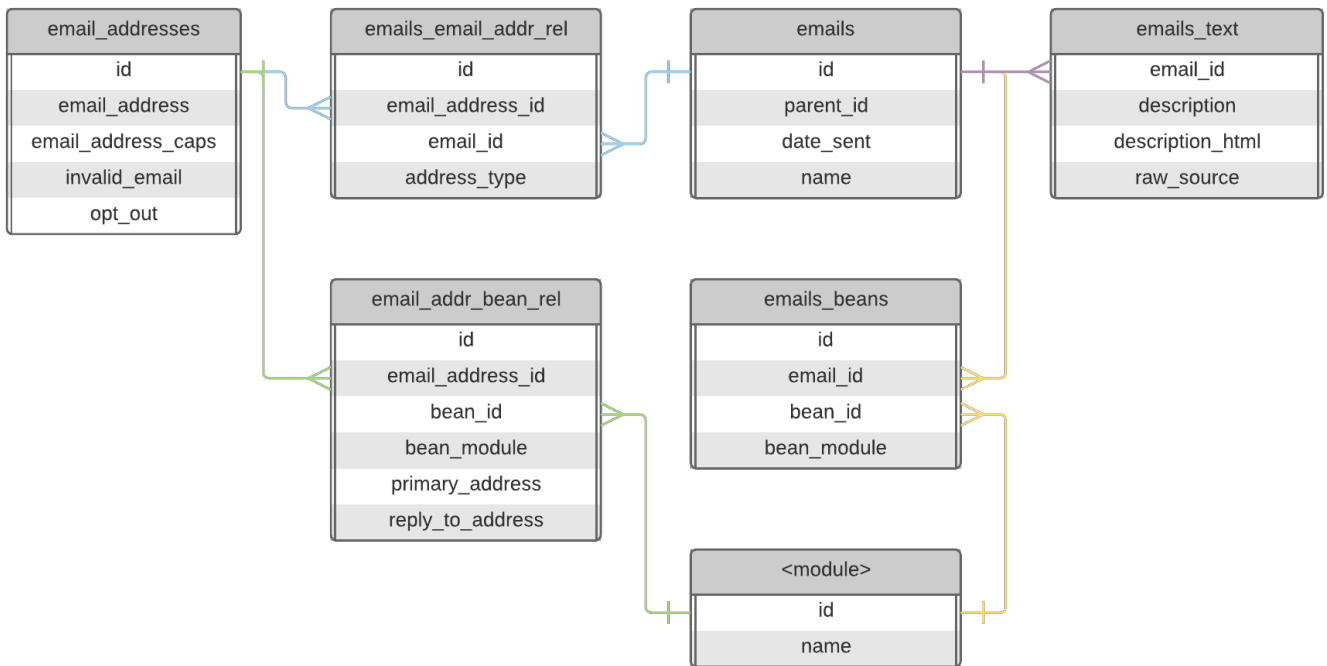 email_addresses
id
email_address
email_address_caps
invalid_email
opt_out
emails_email_addr_rel
id
email_address_id
email_id
address_type
emails
id
parent_id
date_sent
name
emails_text
email_id
description
description_html
raw_source
email_addr_bean_rel
id
email_address_id
bean_id
bean_module
primary_address
reply_to_address
emails_beans
id
email_id
bean_id
bean_module
<module>
id
name